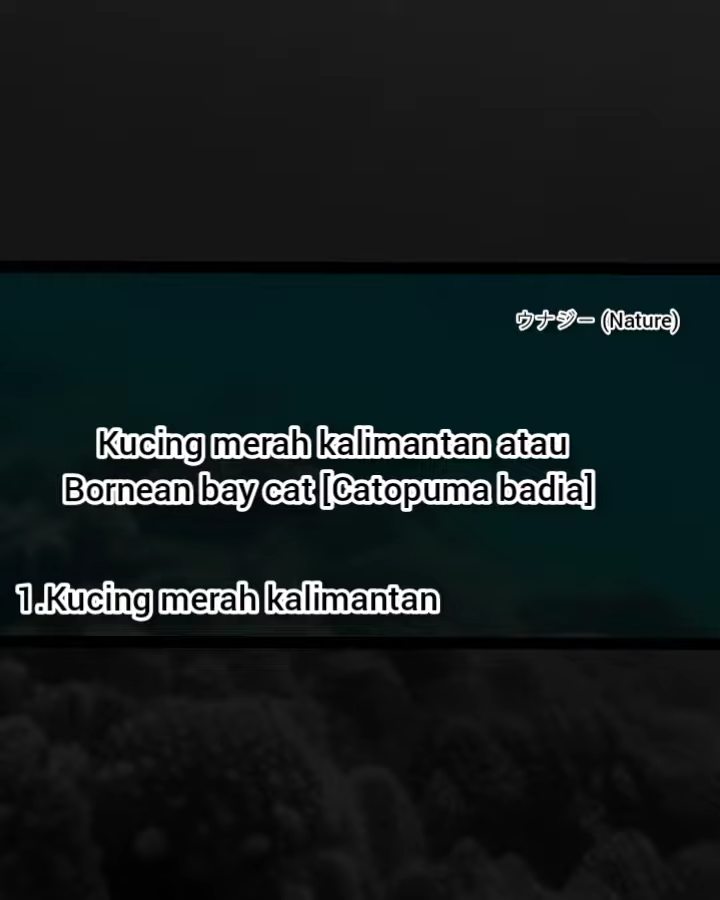 ウナジー (Nature)
Kucing merah kalimantan atau
Bornean bay cat [Catopuma badia]
1.Kucing merah kalimantan